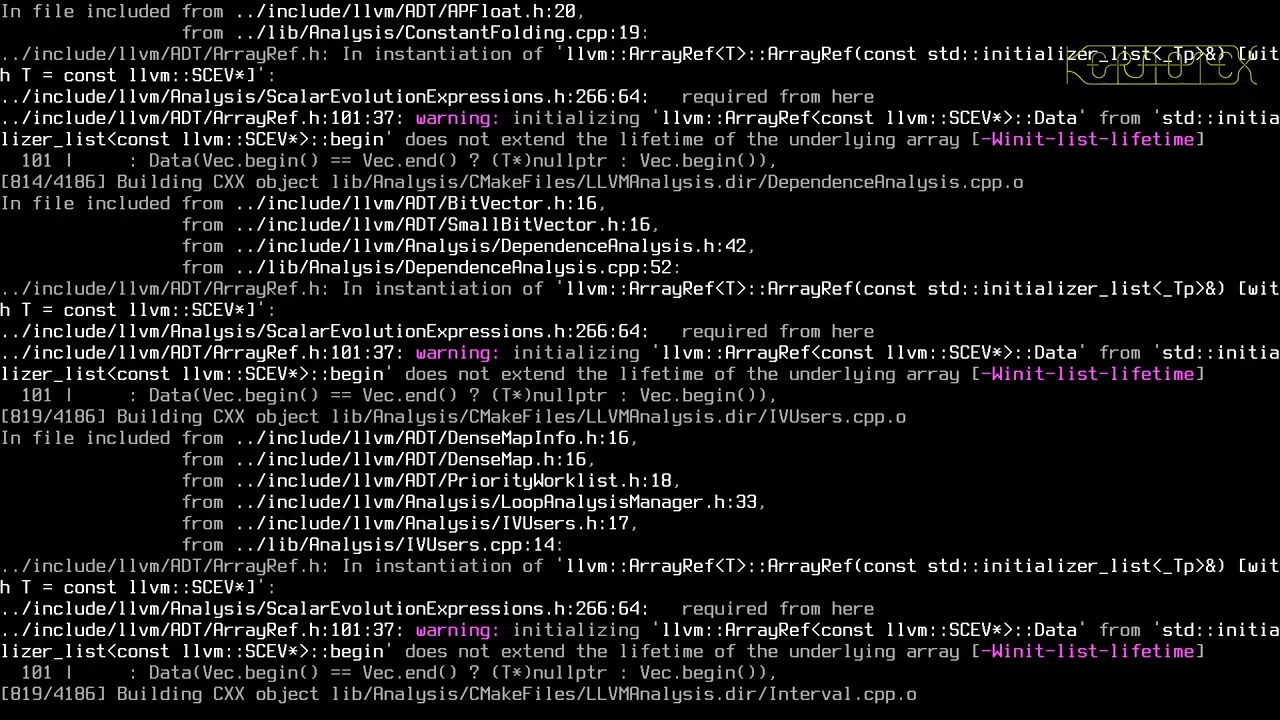 In file included from ../include/llvm/ADT/APFloat.h:20,
                 from ../lib/Analysis/ConstantFolding.cpp:19:
../include/llvm/ADT/ArrayRef.h: In instantiation of 'llvm::ArrayRef<T>::ArrayRef(const std::initializer_list<_Tp>&) [wit
h T = const llvm::SCEV*]':
../include/llvm/Analysis/ScalarEvolutionExpressions.h:266:64:   required from here
../include/llvm/ADT/ArrayRef.h:101:37: warning: initializing 'llvm::ArrayRef<const llvm::SCEV*>::Data' from 'std::initia
lizer_list<const llvm::SCEV*>::begin' does not extend the lifetime of the underlying array [-Winit-list-lifetime]
  101 |     : Data(Vec.begin() == Vec.end() ? (T*)nullptr : Vec.begin()),
[814/4186] Building CXX object lib/Analysis/CMakeFiles/LLVMAnalysis.dir/DependenceAnalysis.cpp.o
In file included from ../include/llvm/ADT/BitVector.h:16,
                 from ../include/llvm/ADT/SmallBitVector.h:16,
                 from ../include/llvm/Analysis/DependenceAnalysis.h:42,
                 from ../lib/Analysis/DependenceAnalysis.cpp:52:
../include/llvm/ADT/ArrayRef.h: In instantiation of 'llvm::ArrayRef<T>::ArrayRef(const std::initializer_list<_Tp>&) [wit
h T = const llvm::SCEV*]':
../include/llvm/Analysis/ScalarEvolutionExpressions.h:266:64:   required from here
../include/llvm/ADT/ArrayRef.h:101:37: warning: initializing 'llvm::ArrayRef<const llvm::SCEV*>::Data' from 'std::initia
lizer_list<const llvm::SCEV*>::begin' does not extend the lifetime of the underlying array [-Winit-list-lifetime]
  101 |     : Data(Vec.begin() == Vec.end() ? (T*)nullptr : Vec.begin()),
[819/4186] Building CXX object lib/Analysis/CMakeFiles/LLVMAnalysis.dir/IVUsers.cpp.o
In file included from ../include/llvm/ADT/DenseMapInfo.h:16,
                 from ../include/llvm/ADT/DenseMap.h:16,
                 from ../include/llvm/ADT/PriorityWorklist.h:18,
                 from ../include/llvm/Analysis/LoopAnalysisManager.h:33,
                 from ../include/llvm/Analysis/IVUsers.h:17,
                 from ../lib/Analysis/IVUsers.cpp:14:
../include/llvm/ADT/ArrayRef.h: In instantiation of 'llvm::ArrayRef<T>::ArrayRef(const std::initializer_list<_Tp>&) [wit
h T = const llvm::SCEV*]':
../include/llvm/Analysis/ScalarEvolutionExpressions.h:266:64:   required from here
../include/llvm/ADT/ArrayRef.h:101:37: warning: initializing 'llvm::ArrayRef<const llvm::SCEV*>::Data' from 'std::initia
lizer_list<const llvm::SCEV*>::begin' does not extend the lifetime of the underlying array [-Winit-list-lifetime]
  101 |     : Data(Vec.begin() == Vec.end() ? (T*)nullptr : Vec.begin()),
[819/4186] Building CXX object lib/Analysis/CMakeFiles/LLVMAnalysis.dir/Interval.cpp.o